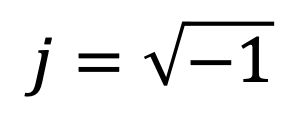 j = √−1